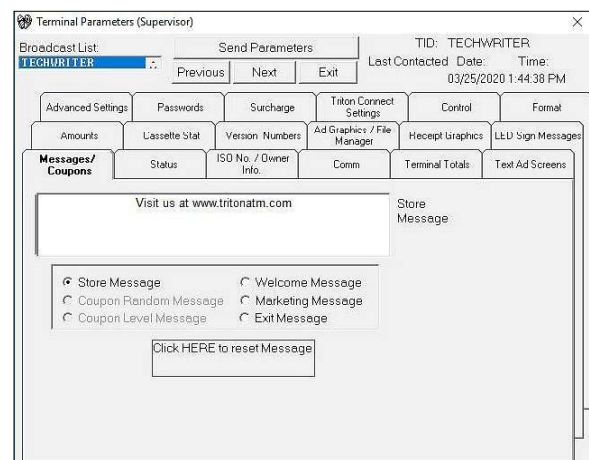 Terminal Parameters (Supervisor)
Broadcast List:
TECHWRITER
Send Parameters
Previous
Next
Exit
TID: TECHWRITER
Last Contacted Date: Time:
03/25/2020 1:44:38 PM
Advanced Settings
Passwords
Surcharge
Triton Connect
Settings
Control
Format
Amounts
Cassette Stat
Version Numbers
Ad Graphics / File
Manager
Receipt Graphics
LED Sign Messages
Messages/
Coupons
Status
ISO No. / Owner
Info.
Comm
Terminal Totals
Text Ad Screens
Visit us at www.tritonatm.com
Store
Message
Store Message
Welcome Message
Coupon Random Message
Marketing Message
Coupon Level Message
Exit Message
Click HERE to reset Message